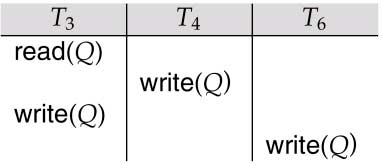 T3 T4 T6
read(Q)
write(Q)
write(Q)
write(Q)